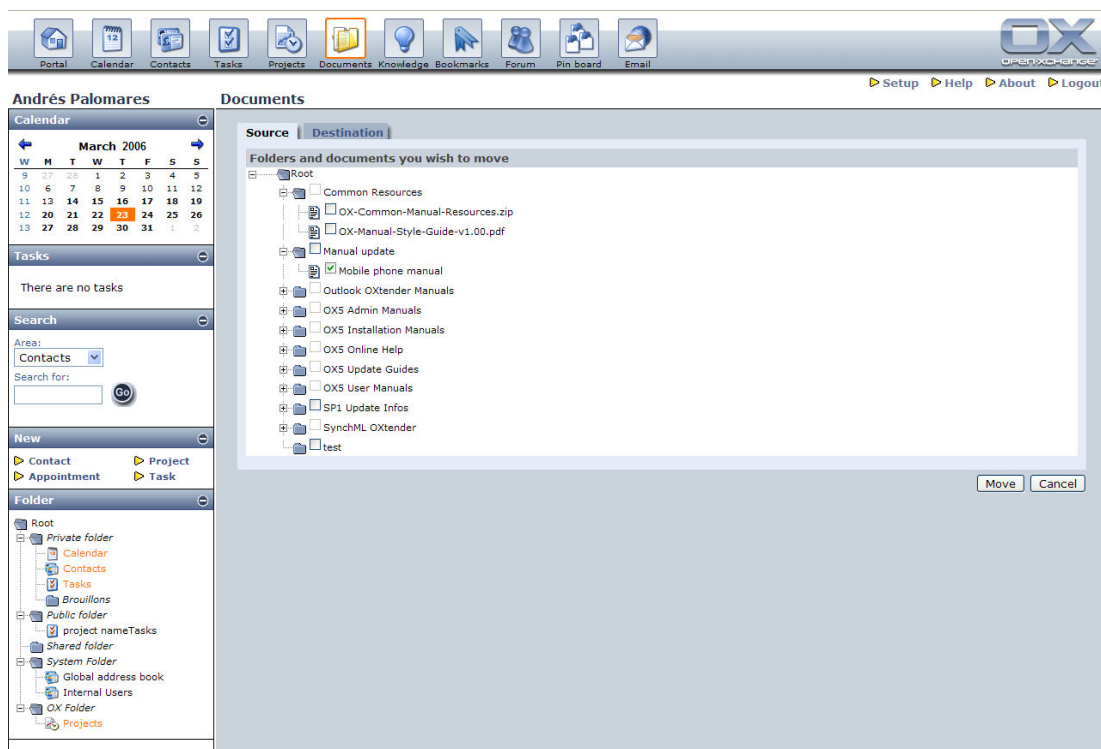 12
Portal Calendar Contacts Tasks Projects Documents Knowledge Bookmarks Forum Pin board Email
OX
OPEN-XCHANGE
Setup Help About Logout
Andrés Palomares
Documents
Calendar
March 2006
W M T W T F S S
9 27 28 1 2 3 4 5
10 6 7 8 9 10 11 12
11 13 14 15 16 17 18 19
12 20 21 22 23 24 25 26
13 27 28 29 30 31 1 2
Tasks
There are no tasks
Search
Area:
Contacts
Search for:
Go
New
Contact Project
Appointment Task
Folder
Root
Private folder
Calendar
Contacts
Tasks
Brouillons
Public folder
project nameTasks
Shared folder
System Folder
Global address book
Internal Users
OX Folder
Projects
Source Destination
Folders and documents you wish to move
Root
Common Resources
OX-Common-Manual-Resources.zip
OX-Manual-Style-Guide-v1.00.pdf
Manual update
Mobile phone manual
Outlook OXtender Manuals
OX5 Admin Manuals
OX5 Installation Manuals
OX5 Online Help
OX5 Update Guides
OX5 User Manuals
SP1 Update Infos
SynchML OXtender
test
Move Cancel